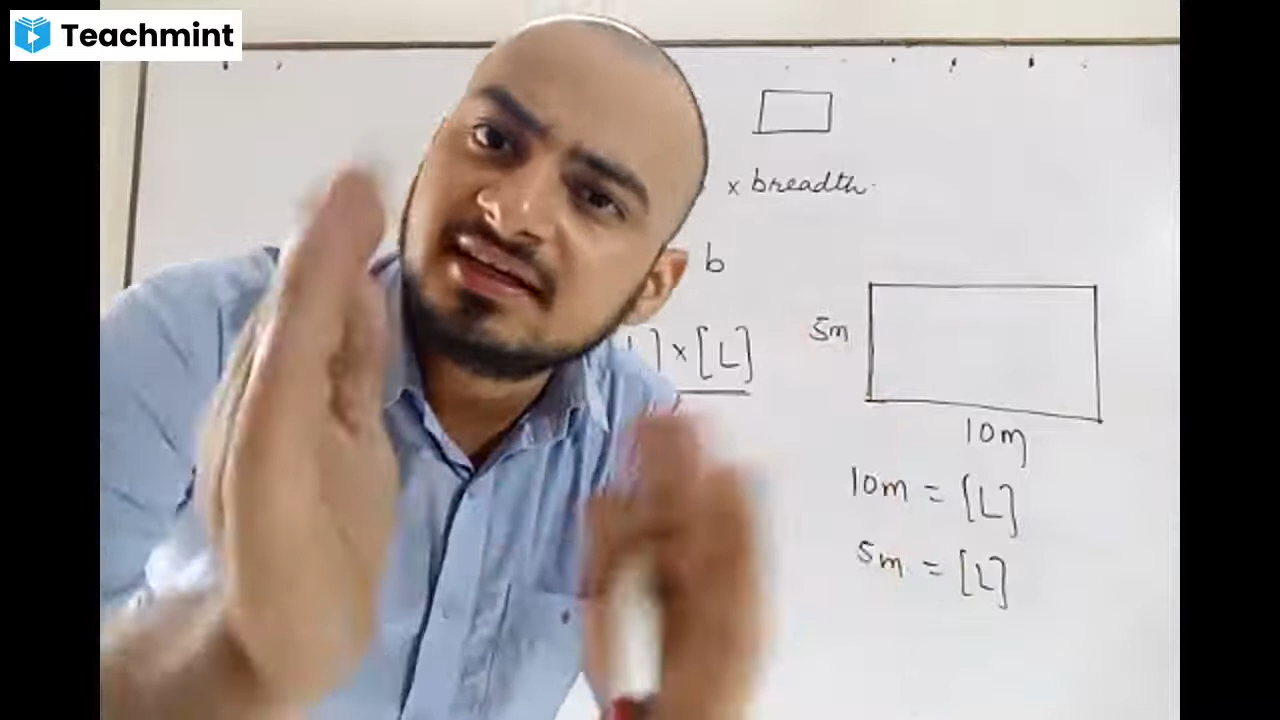 Teachmint
× breadth
b
] × [L]
5m
10m
10m = [L]
5m = [L]